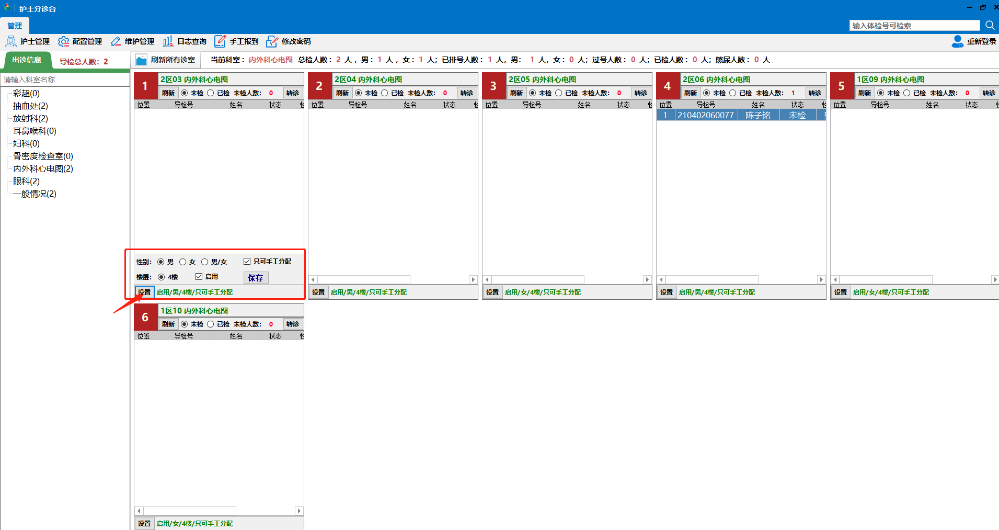 护士分诊台
管理
输入体检号可检索
护士管理 配置管理 维护管理 日志查询 手工报到 修改密码 重新登录
出诊信息 导检总人数：2
刷新所有诊室 当前科室：内外科心电图 总检人数：2 人，男：1 人，女：1 人；已排号人数：1 人，男： 1 人，女：0 人；过号人数：0 人；已检人数：0 人；憋尿人数：0 人
请输入科室名称
彩超(0)
抽血处(2)
放射科(2)
耳鼻喉科(0)
妇科(0)
骨密度检查室(0)
内外科心电图(2)
眼科(2)
一般情况(2)
1 2区03 内外科心电图
刷新 未检 已检 未检人数： 0 转诊
位置 导检号 姓名 状态
性别： 男 女 男/女 只可手工分配
楼层： 4楼 启用 保存
设置 启用/男/4楼/只可手工分配
2 2区04 内外科心电图
刷新 未检 已检 未检人数： 0 转诊
位置 导检号 姓名 状态
设置 启用/男/4楼/只可手工分配
3 2区05 内外科心电图
刷新 未检 已检 未检人数： 0 转诊
位置 导检号 姓名 状态
设置 启用/女/4楼/只可手工分配
4 2区06 内外科心电图
刷新 未检 已检 未检人数： 1 转诊
位置 导检号 姓名 状态
1 210402060077 陈子铭 未检
设置 启用/男/4楼/只可手工分配
5 1区09 内外科心电图
刷新 未检 已检 未检人数： 0 转诊
位置 导检号 姓名 状态
设置 启用/女/4楼/只可手工分配
6 1区10 内外科心电图
刷新 未检 已检 未检人数： 0 转诊
位置 导检号 姓名 状态
设置 启用/女/4楼/只可手工分配